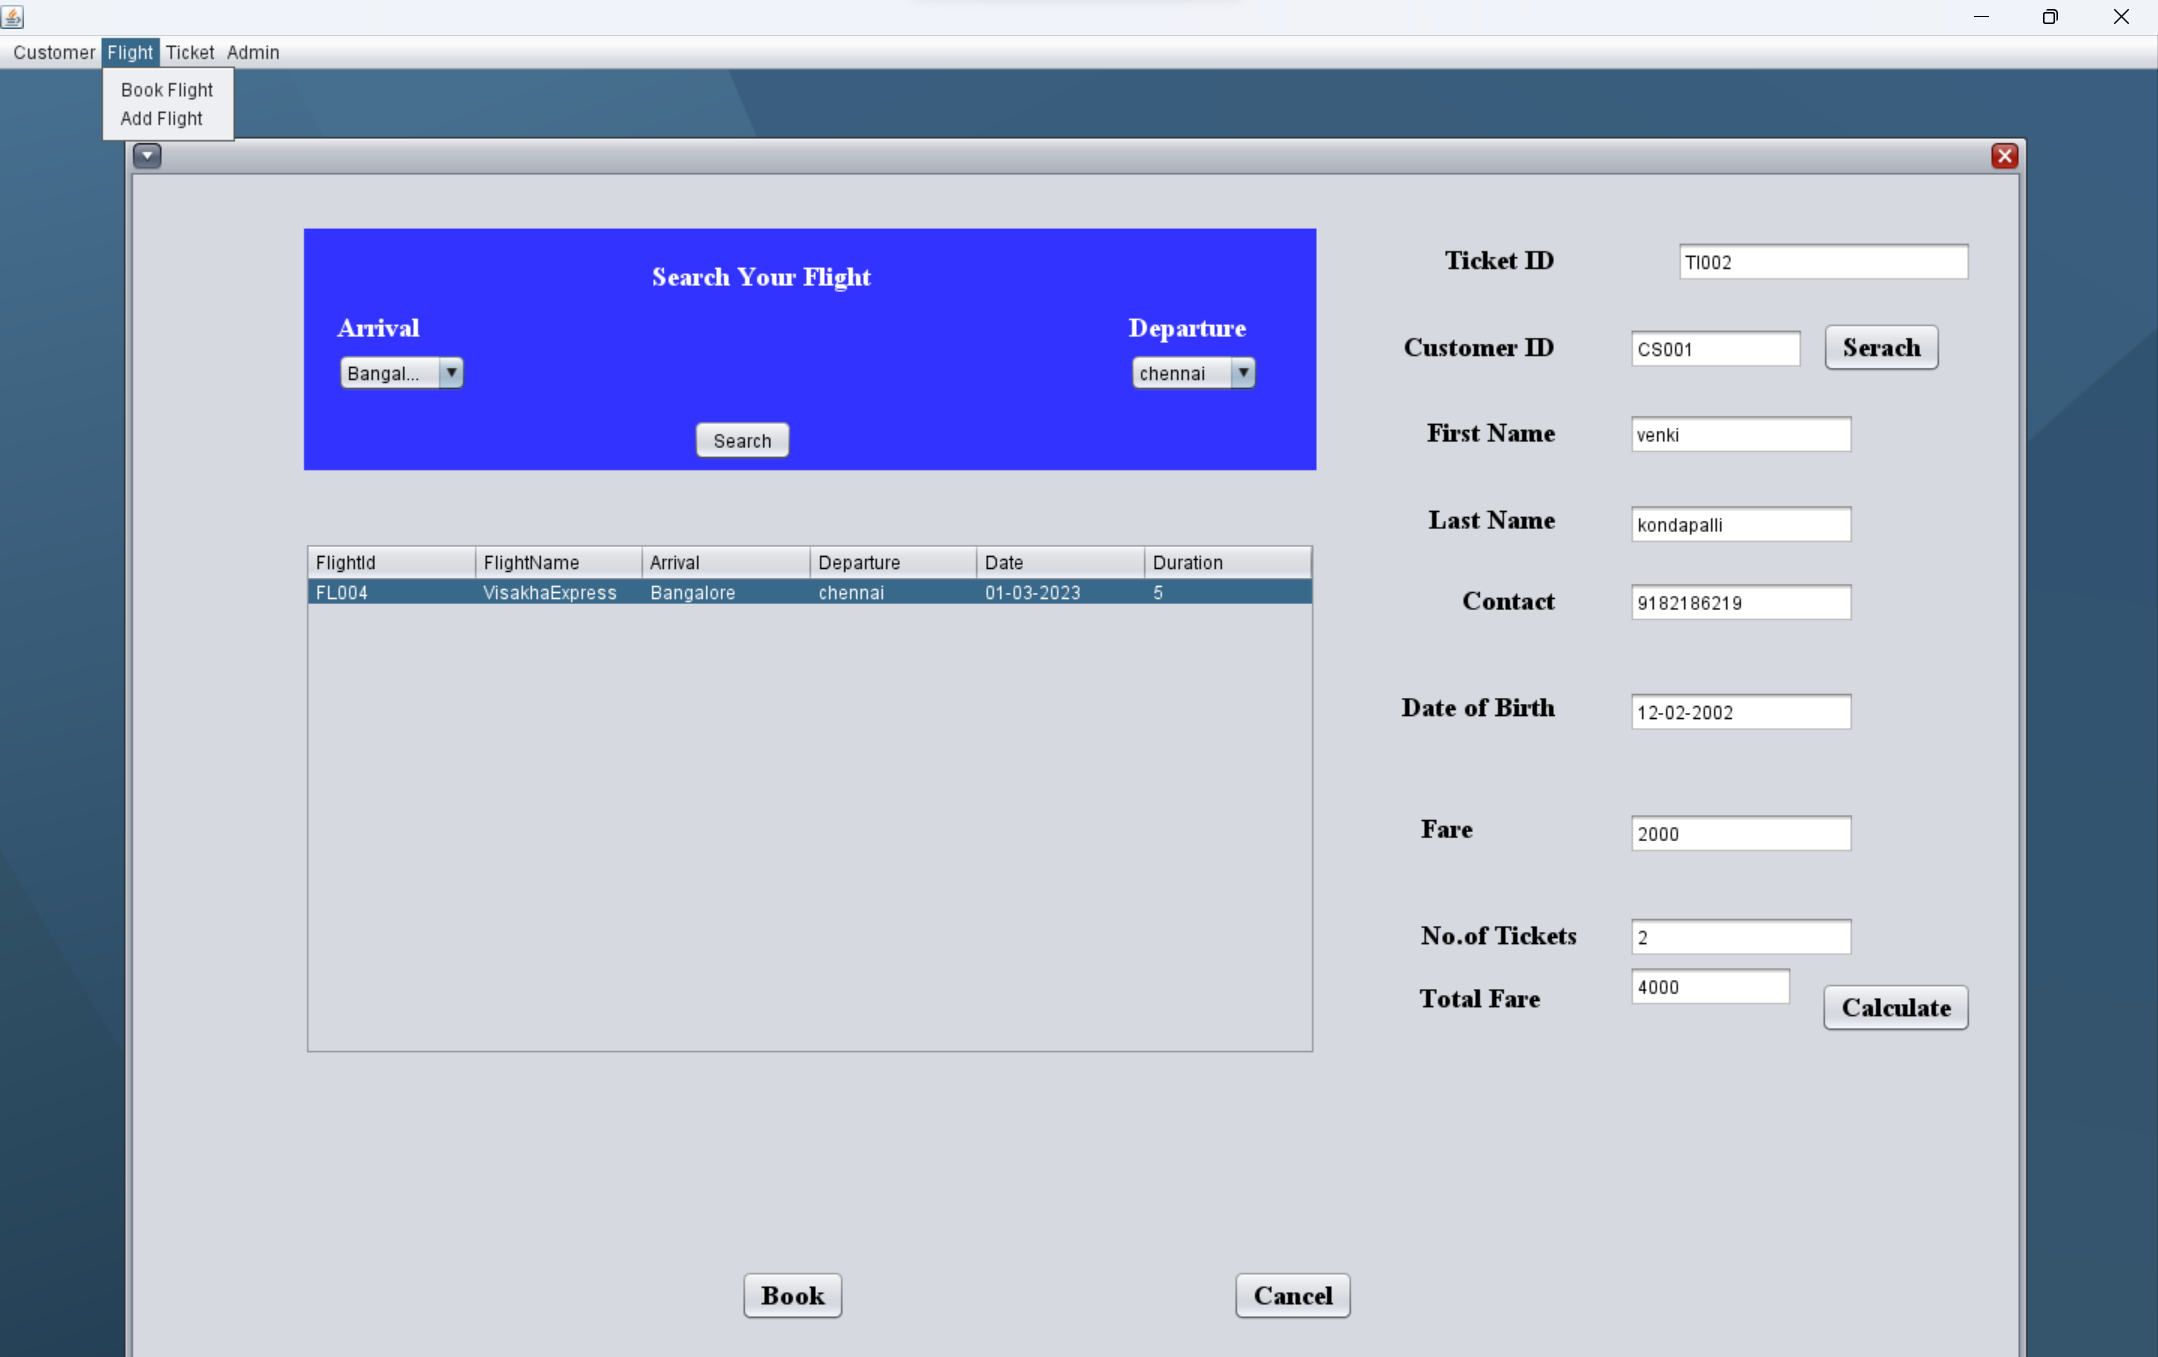 Customer Flight Ticket Admin
Book Flight
Add Flight
Search Your Flight
Arrival Departure
Bangal... chennai
Search
FlightId FlightName Arrival Departure Date Duration
FL004 VisakhaExpress Bangalore chennai 01-03-2023 5
Ticket ID TI002
Customer ID CS001 Serach
First Name venki
Last Name kondapalli
Contact 9182186219
Date of Birth 12-02-2002
Fare 2000
No.of Tickets 2
Total Fare 4000
Calculate
Book Cancel